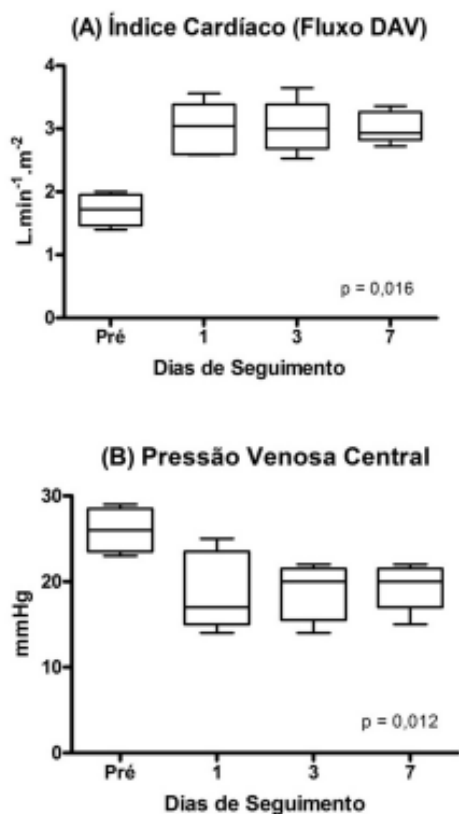 (A) Índice Cardíaco (Fluxo DAV)
4
3
2
1
0
L.min⁻¹.m⁻²
p = 0,016
Pré 1 3 7
Dias de Seguimento
(B) Pressão Venosa Central
30
20
10
0
mmHg
p = 0,012
Pré 1 3 7
Dias de Seguimento